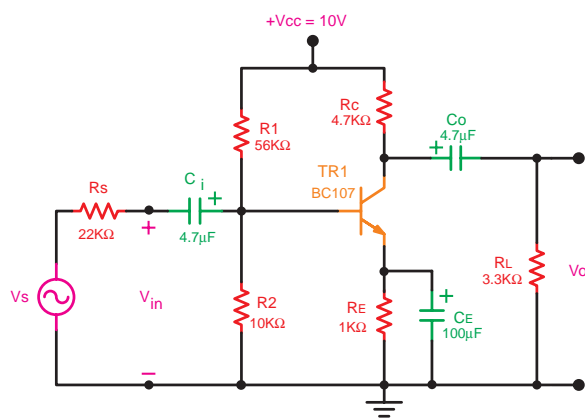 +Vcc = 10V
R1
56KΩ
Rc
4.7KΩ
Co
+
4.7µF
TR1
BC107
Rs
22KΩ
C i
+
4.7µF
+
Vs
Vin
R2
10KΩ
RE
1KΩ
+
CE
100µF
RL
3.3KΩ
Vo
–